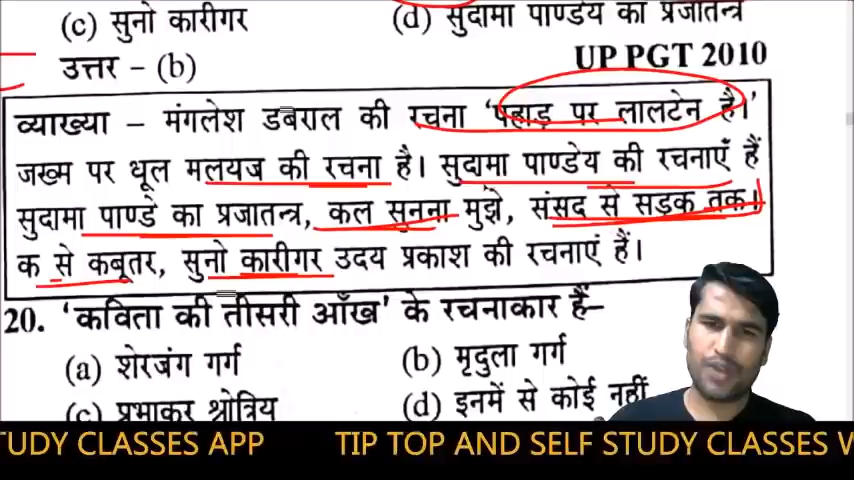 (c) सुनो कारीगर
(d) सुदामा पाण्डेय का प्रजातन्त्र
उत्तर – (b)
UP PGT 2010
व्याख्या – मंगलेश डबराल की रचना 'पहाड़ पर लालटेन है।'
जख्म पर धूल मलयज की रचना है। सुदामा पाण्डेय की रचनाएँ हैं
सुदामा पाण्डे का प्रजातन्त्र, कल सुनना मुझे, संसद से सड़क तक।
क से कबूतर, सुनो कारीगर उदय प्रकाश की रचनाएं हैं।
20. 'कविता की तीसरी आँख' के रचनाकार हैं–
(a) शेरजंग गर्ग
(b) मृदुला गर्ग
(c) प्रभाकर श्रोत्रिय
(d) इनमें से कोई नहीं
TUDY CLASSES APP TIP TOP AND SELF STUDY CLASSES W